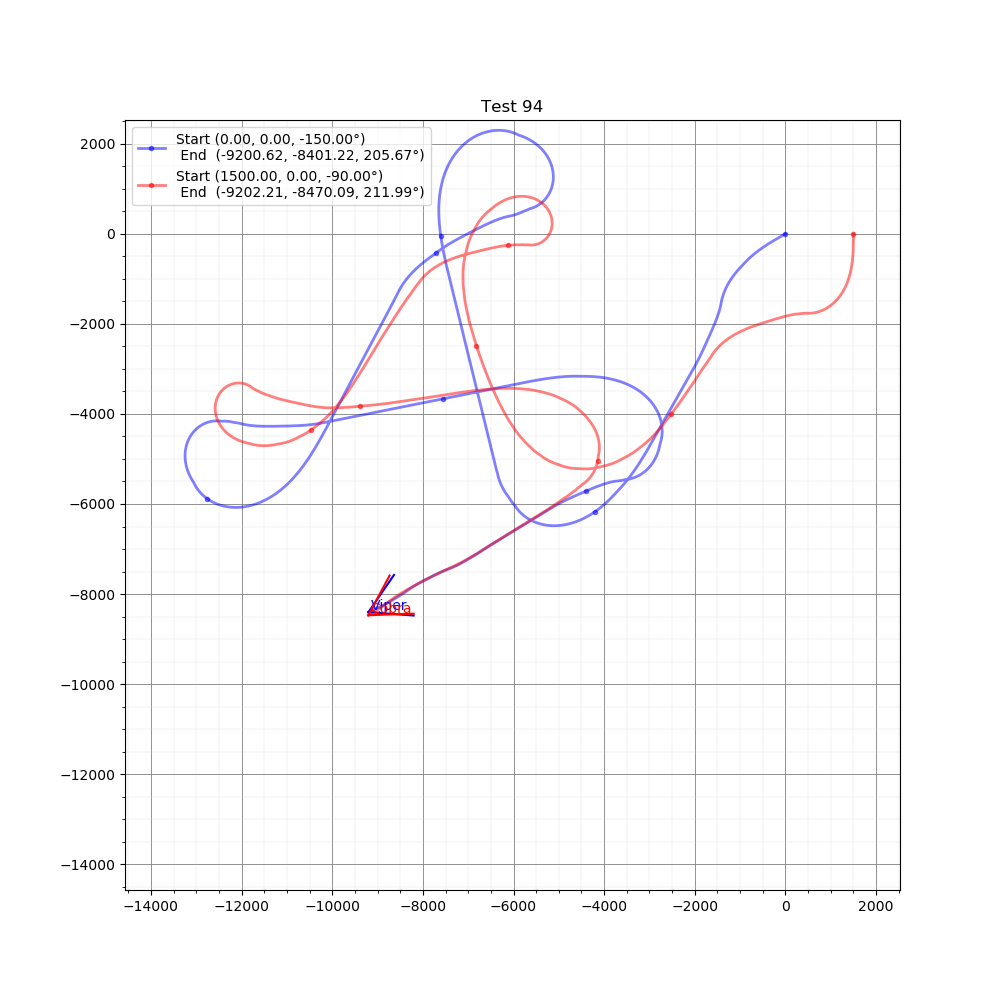 Test 94
Start (0.00, 0.00, -150.00°)
End  (-9200.62, -8401.22, 205.67°)
Start (1500.00, 0.00, -90.00°)
End  (-9202.21, -8470.09, 211.99°)
2000
0
−2000
−4000
−6000
−8000
−10000
−12000
−14000
Viper
−14000 −12000 −10000 −8000 −6000 −4000 −2000 0 2000